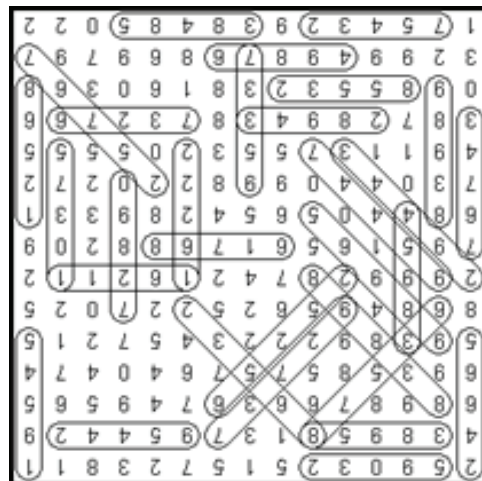 2 5 9 0 3 2 5 1 5 7 2 3 8 1 1
4 3 8 9 5 8 1 3 7 9 5 4 4 2 9
6 8 9 8 7 6 6 3 6 7 4 9 5 6 5
6 9 3 5 8 5 7 5 7 6 4 0 4 7 4
5 9 3 8 9 2 2 2 3 4 5 7 2 1 5
8 6 8 4 9 5 6 2 5 2 2 7 0 2 5
2 9 9 9 2 8 7 4 2 1 6 2 1 1 2
7 9 5 1 6 5 6 1 7 6 8 8 2 0 9
6 8 4 4 0 5 6 5 4 2 8 9 3 3 1
7 3 0 4 4 0 9 9 8 2 2 0 2 7 2
4 9 1 1 3 7 5 5 3 2 0 5 5 5 5
3 8 7 2 8 9 4 3 8 7 3 2 7 6 6
0 9 8 5 5 3 2 3 8 1 6 0 3 6 8
3 2 9 9 4 9 8 7 6 8 6 9 7 9 7
1 7 5 4 3 2 9 3 8 4 8 5 0 2 2